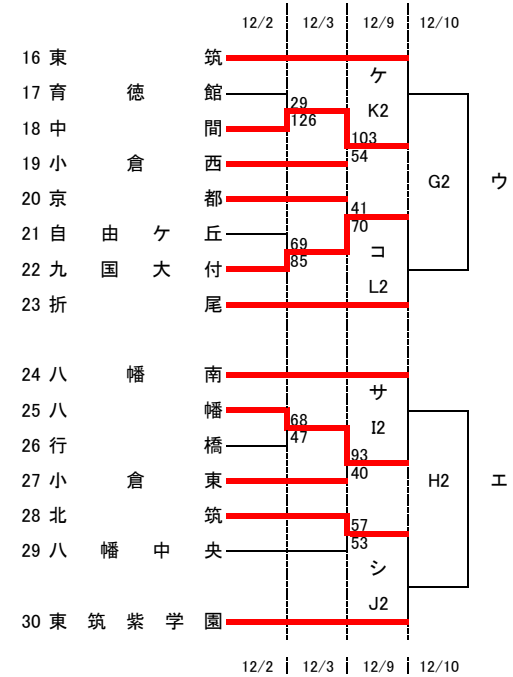 12/2 12/3 12/9 12/10
16 東筑
ケ
17 育徳館
29
K2
18 中間
126
103
19 小倉西
54
G2 ウ
20 京都
41
21 自由ケ丘
70
69
コ
22 九国大付
85
L2
23 折尾
24 八幡南
サ
25 八幡
68
I2
26 行橋
47
93
27 小倉東
40
H2 エ
28 北筑
57
29 八幡中央
53
シ
J2
30 東筑紫学園
12/2 12/3 12/9 12/10